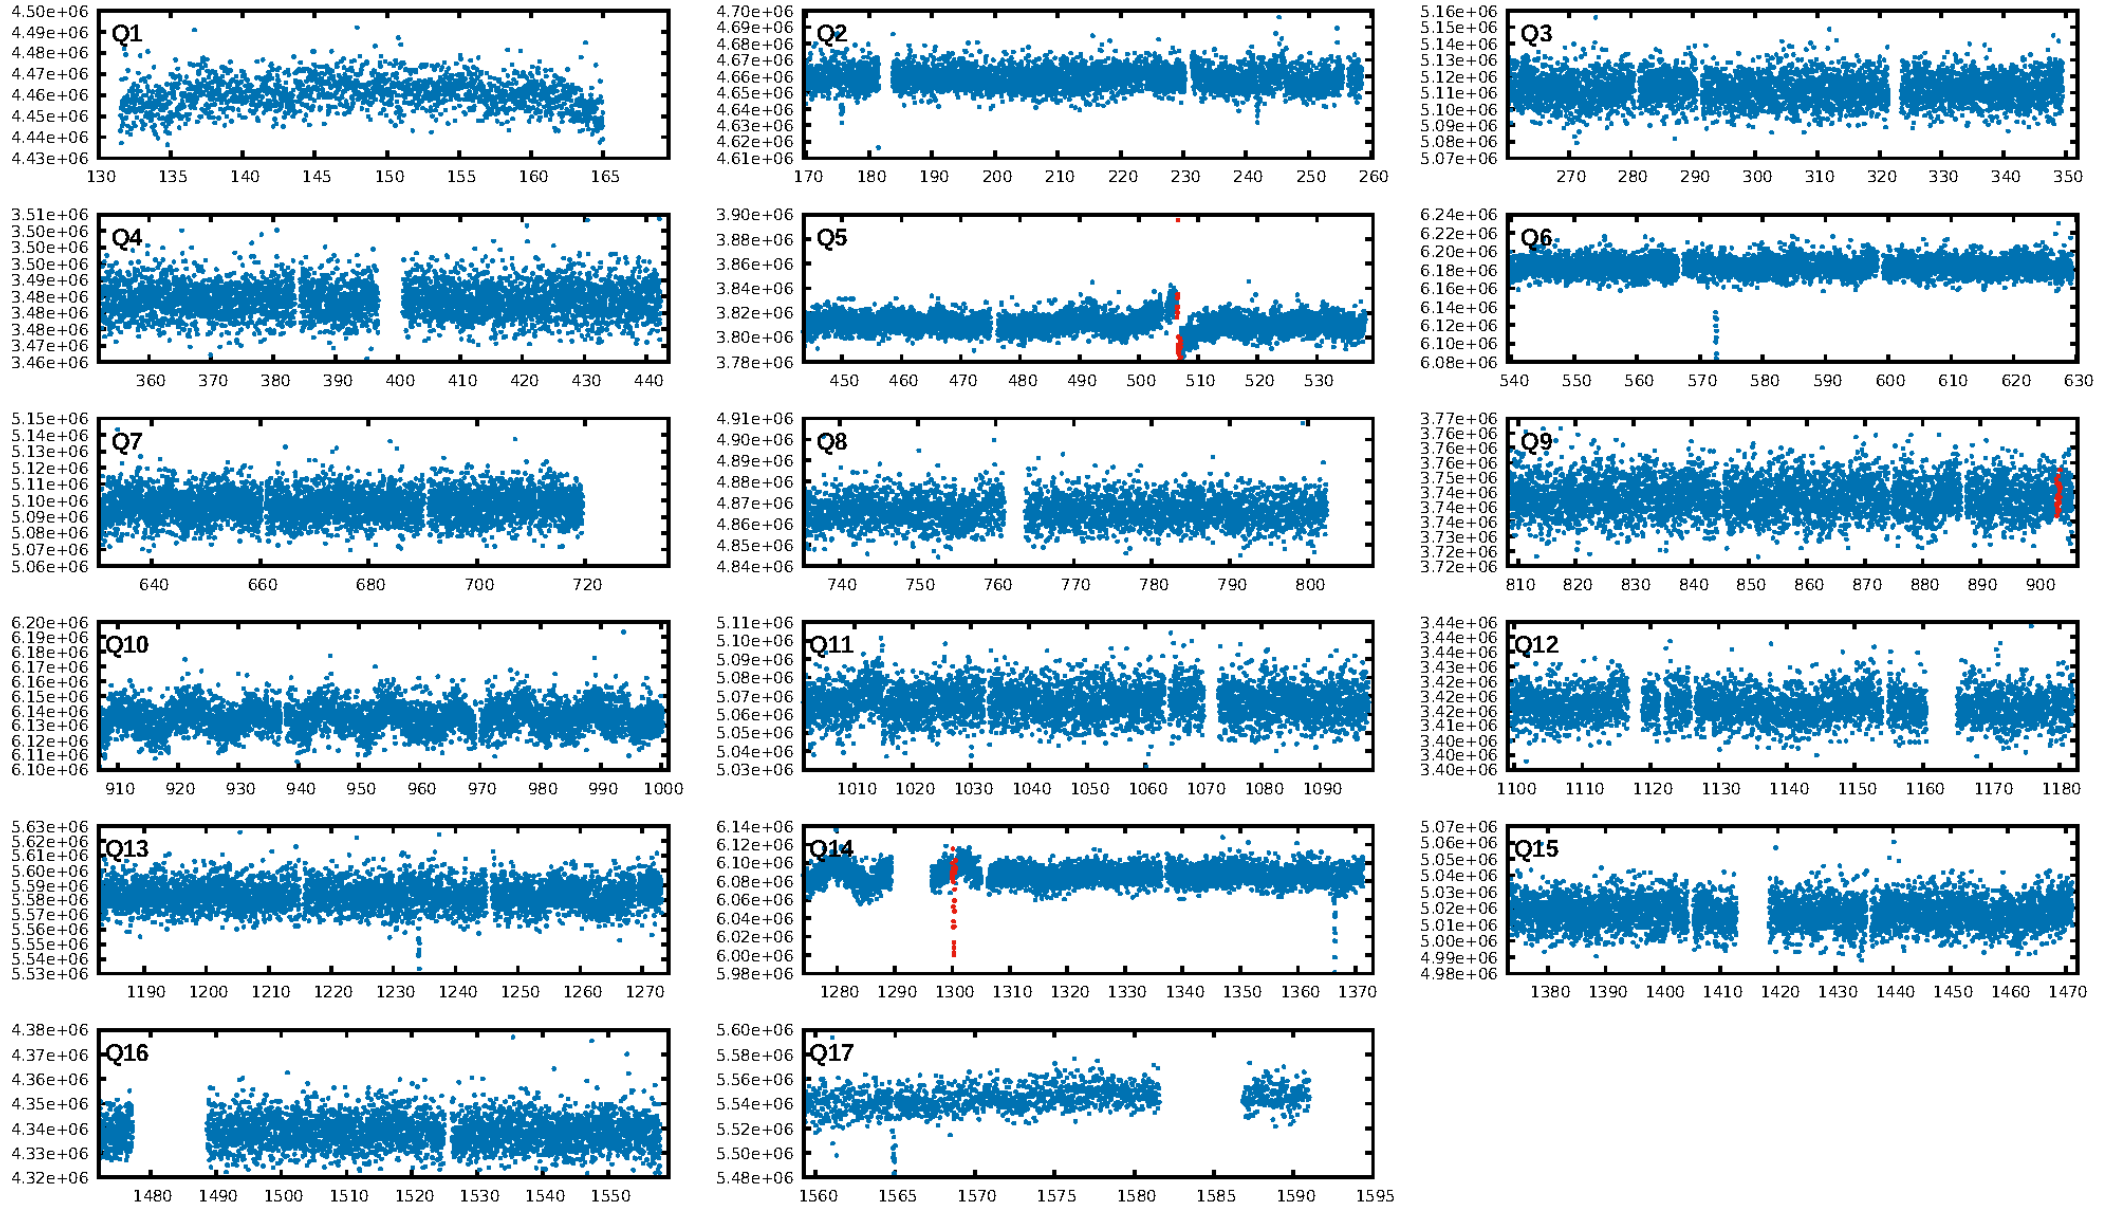 4.50e+06
4.49e+06
4.48e+06
4.47e+06
4.46e+06
4.45e+06
4.44e+06
4.43e+06
Q1
130 135 140 145 150 155 160 165
4.70e+06
4.69e+06
4.68e+06
4.67e+06
4.66e+06
4.65e+06
4.64e+06
4.63e+06
4.62e+06
4.61e+06
Q2
170 180 190 200 210 220 230 240 250 260
5.16e+06
5.15e+06
5.14e+06
5.13e+06
5.12e+06
5.11e+06
5.10e+06
5.09e+06
5.08e+06
5.07e+06
Q3
270 280 290 300 310 320 330 340 350
3.51e+06
3.50e+06
3.50e+06
3.50e+06
3.49e+06
3.48e+06
3.48e+06
3.48e+06
3.47e+06
3.46e+06
Q4
360 370 380 390 400 410 420 430 440
3.90e+06
3.88e+06
3.86e+06
3.84e+06
3.82e+06
3.80e+06
3.78e+06
Q5
450 460 470 480 490 500 510 520 530
6.24e+06
6.22e+06
6.20e+06
6.18e+06
6.16e+06
6.14e+06
6.12e+06
6.10e+06
6.08e+06
Q6
540 550 560 570 580 590 600 610 620 630
5.15e+06
5.14e+06
5.13e+06
5.12e+06
5.11e+06
5.10e+06
5.09e+06
5.08e+06
5.07e+06
5.06e+06
Q7
640 660 680 700 720
4.91e+06
4.90e+06
4.89e+06
4.88e+06
4.87e+06
4.86e+06
4.85e+06
4.84e+06
Q8
740 750 760 770 780 790 800
3.77e+06
3.76e+06
3.76e+06
3.76e+06
3.75e+06
3.74e+06
3.74e+06
3.74e+06
3.73e+06
3.72e+06
3.72e+06
Q9
810 820 830 840 850 860 870 880 890 900
6.20e+06
6.19e+06
6.18e+06
6.17e+06
6.16e+06
6.15e+06
6.14e+06
6.13e+06
6.12e+06
6.11e+06
6.10e+06
Q10
910 920 930 940 950 960 970 980 990 1000
5.11e+06
5.10e+06
5.09e+06
5.08e+06
5.07e+06
5.06e+06
5.05e+06
5.04e+06
5.03e+06
Q11
1010 1020 1030 1040 1050 1060 1070 1080 1090
3.44e+06
3.44e+06
3.43e+06
3.42e+06
3.42e+06
3.42e+06
3.41e+06
3.40e+06
3.40e+06
3.40e+06
Q12
1100 1110 1120 1130 1140 1150 1160 1170 1180
5.63e+06
5.62e+06
5.61e+06
5.60e+06
5.59e+06
5.58e+06
5.57e+06
5.56e+06
5.55e+06
5.54e+06
5.53e+06
Q13
1190 1200 1210 1220 1230 1240 1250 1260 1270
6.14e+06
6.12e+06
6.10e+06
6.08e+06
6.06e+06
6.04e+06
6.02e+06
6.00e+06
5.98e+06
Q14
1280 1290 1300 1310 1320 1330 1340 1350 1360 1370
5.07e+06
5.06e+06
5.05e+06
5.04e+06
5.03e+06
5.02e+06
5.01e+06
5.00e+06
4.99e+06
4.98e+06
Q15
1380 1390 1400 1410 1420 1430 1440 1450 1460 1470
4.38e+06
4.37e+06
4.36e+06
4.35e+06
4.34e+06
4.33e+06
4.32e+06
Q16
1480 1490 1500 1510 1520 1530 1540 1550
5.60e+06
5.58e+06
5.56e+06
5.54e+06
5.52e+06
5.50e+06
5.48e+06
Q17
1560 1565 1570 1575 1580 1585 1590 1595